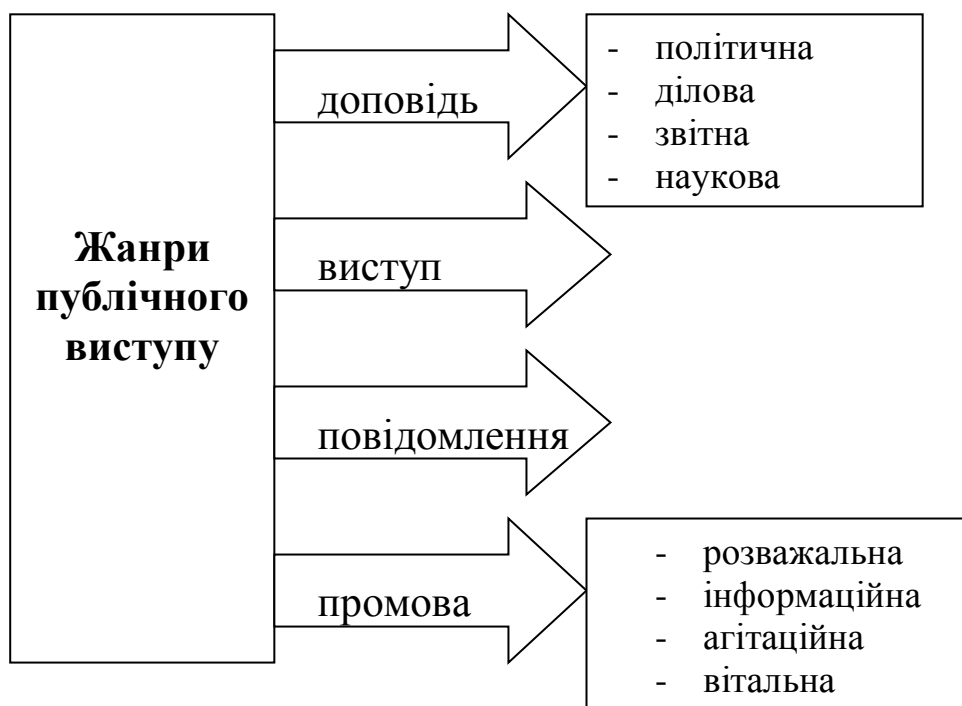 Жанри
публічного
виступу
доповідь
- політична
- ділова
- звітна
- наукова
виступ
повідомлення
промова
- розважальна
- інформаційна
- агітаційна
- вітальна